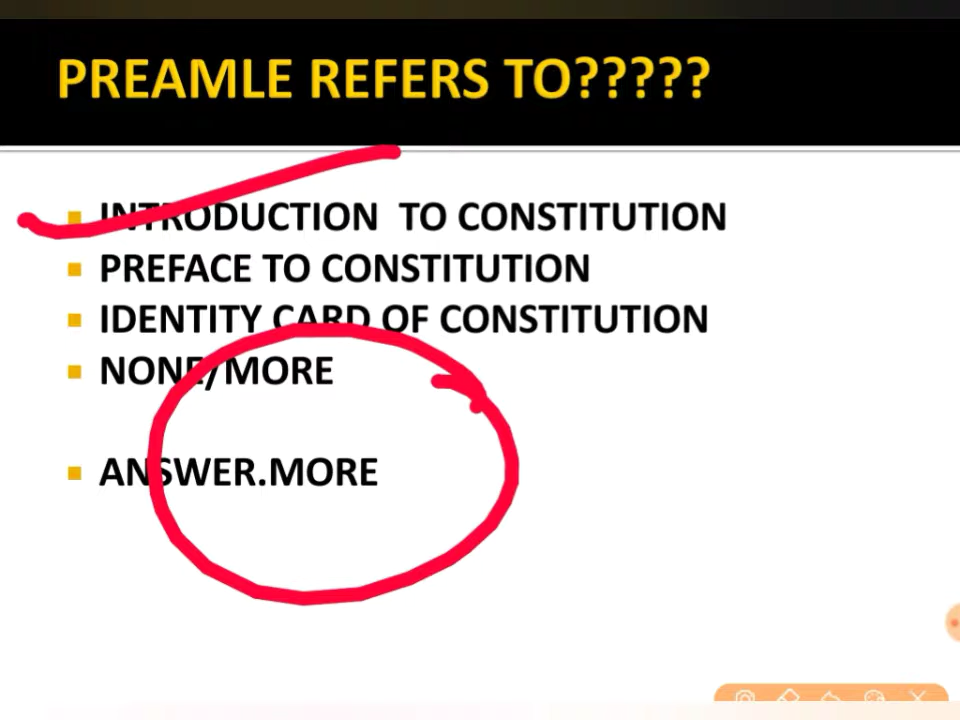 PREAMLE REFERS TO?????
INTRODUCTION TO CONSTITUTION
PREFACE TO CONSTITUTION
IDENTITY CARD OF CONSTITUTION
NONE/MORE
ANSWER.MORE